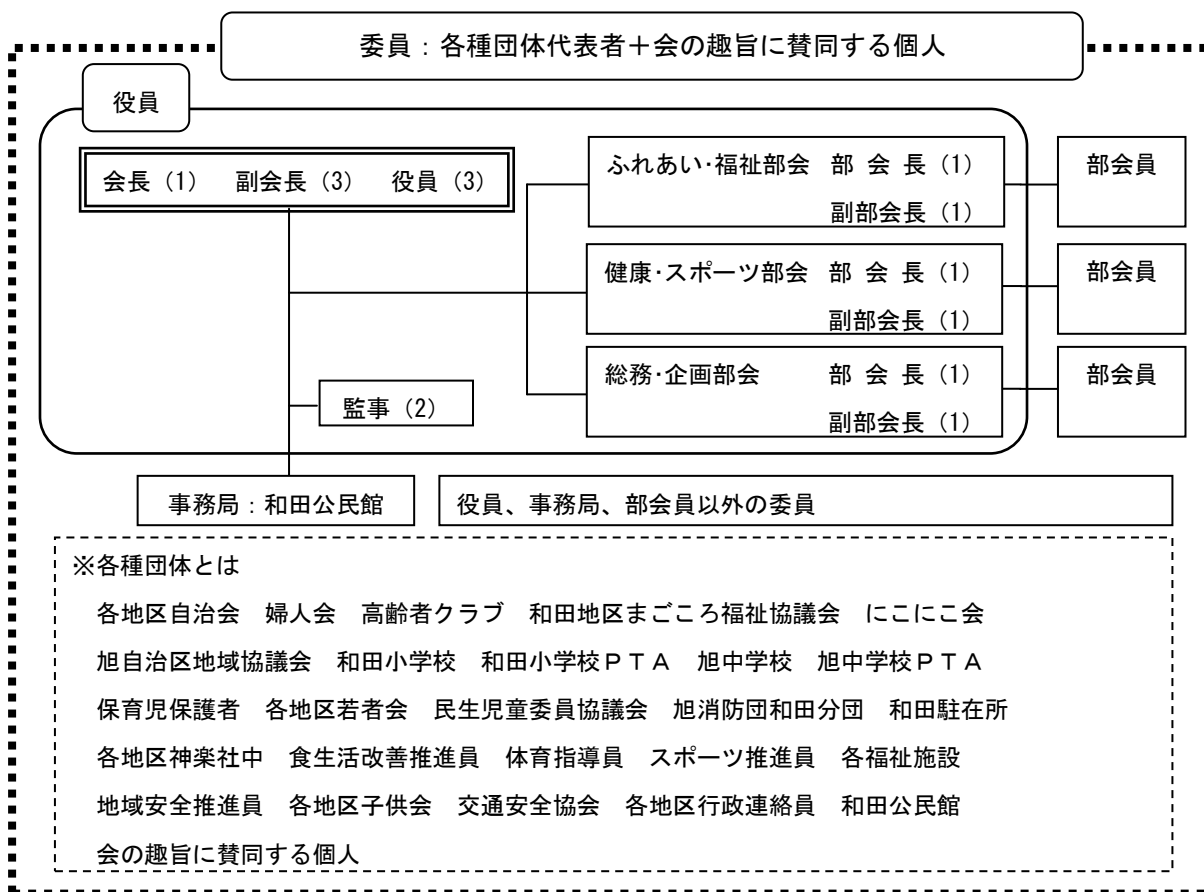 委員：各種団体代表者＋会の趣旨に賛同する個人
役員
会長（1）　副会長（3）　役員（3）
ふれあい・福祉部会　部 会 長（1）
副部会長（1）
部会員
健康・スポーツ部会　部 会 長（1）
副部会長（1）
部会員
総務・企画部会　部 会 長（1）
副部会長（1）
部会員
監事（2）
事務局：和田公民館
役員、事務局、部会員以外の委員
※各種団体とは
各地区自治会　婦人会　高齢者クラブ　和田地区まごころ福祉協議会　にこにこ会
旭自治区地域協議会　和田小学校　和田小学校ＰＴＡ　旭中学校　旭中学校ＰＴＡ
保育児保護者　各地区若者会　民生児童委員協議会　旭消防団和田分団　和田駐在所
各地区神楽社中　食生活改善推進員　体育指導員　スポーツ推進員　各福祉施設
地域安全推進員　各地区子供会　交通安全協会　各地区行政連絡員　和田公民館
会の趣旨に賛同する個人